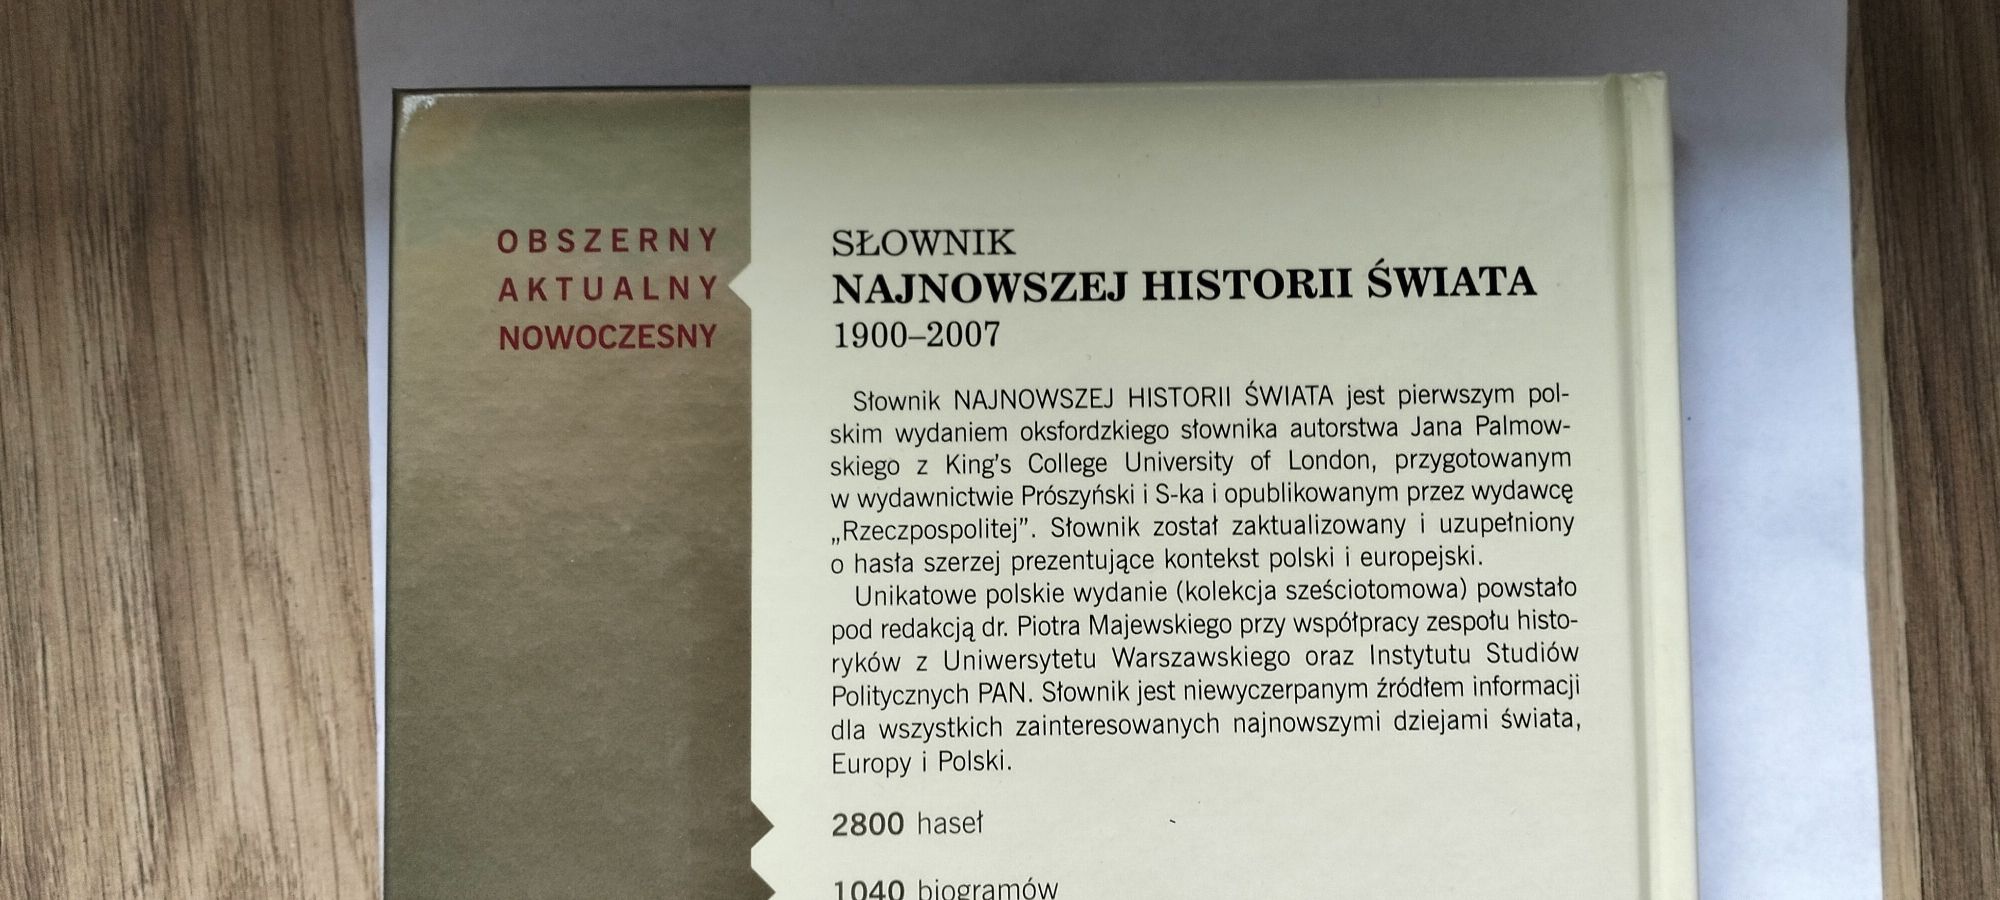 OBSZERNY
AKTUALNY
NOWOCZESNY
SŁOWNIK
NAJNOWSZEJ HISTORII ŚWIATA
1900–2007
Słownik NAJNOWSZEJ HISTORII ŚWIATA jest pierwszym pol-
skim wydaniem oksfordzkiego słownika autorstwa Jana Palmow-
skiego z King's College University of London, przygotowanym
w wydawnictwie Prószyński i S-ka i opublikowanym przez wydawcę
„Rzeczpospolitej”. Słownik został zaktualizowany i uzupełniony
o hasła szerzej prezentujące kontekst polski i europejski.
Unikatowe polskie wydanie (kolekcja sześciotomowa) powstało
pod redakcją dr. Piotra Majewskiego przy współpracy zespołu histo-
ryków z Uniwersytetu Warszawskiego oraz Instytutu Studiów
Politycznych PAN. Słownik jest niewyczerpanym źródłem informacji
dla wszystkich zainteresowanych najnowszymi dziejami świata,
Europy i Polski.
2800 haseł
1040 biogramów